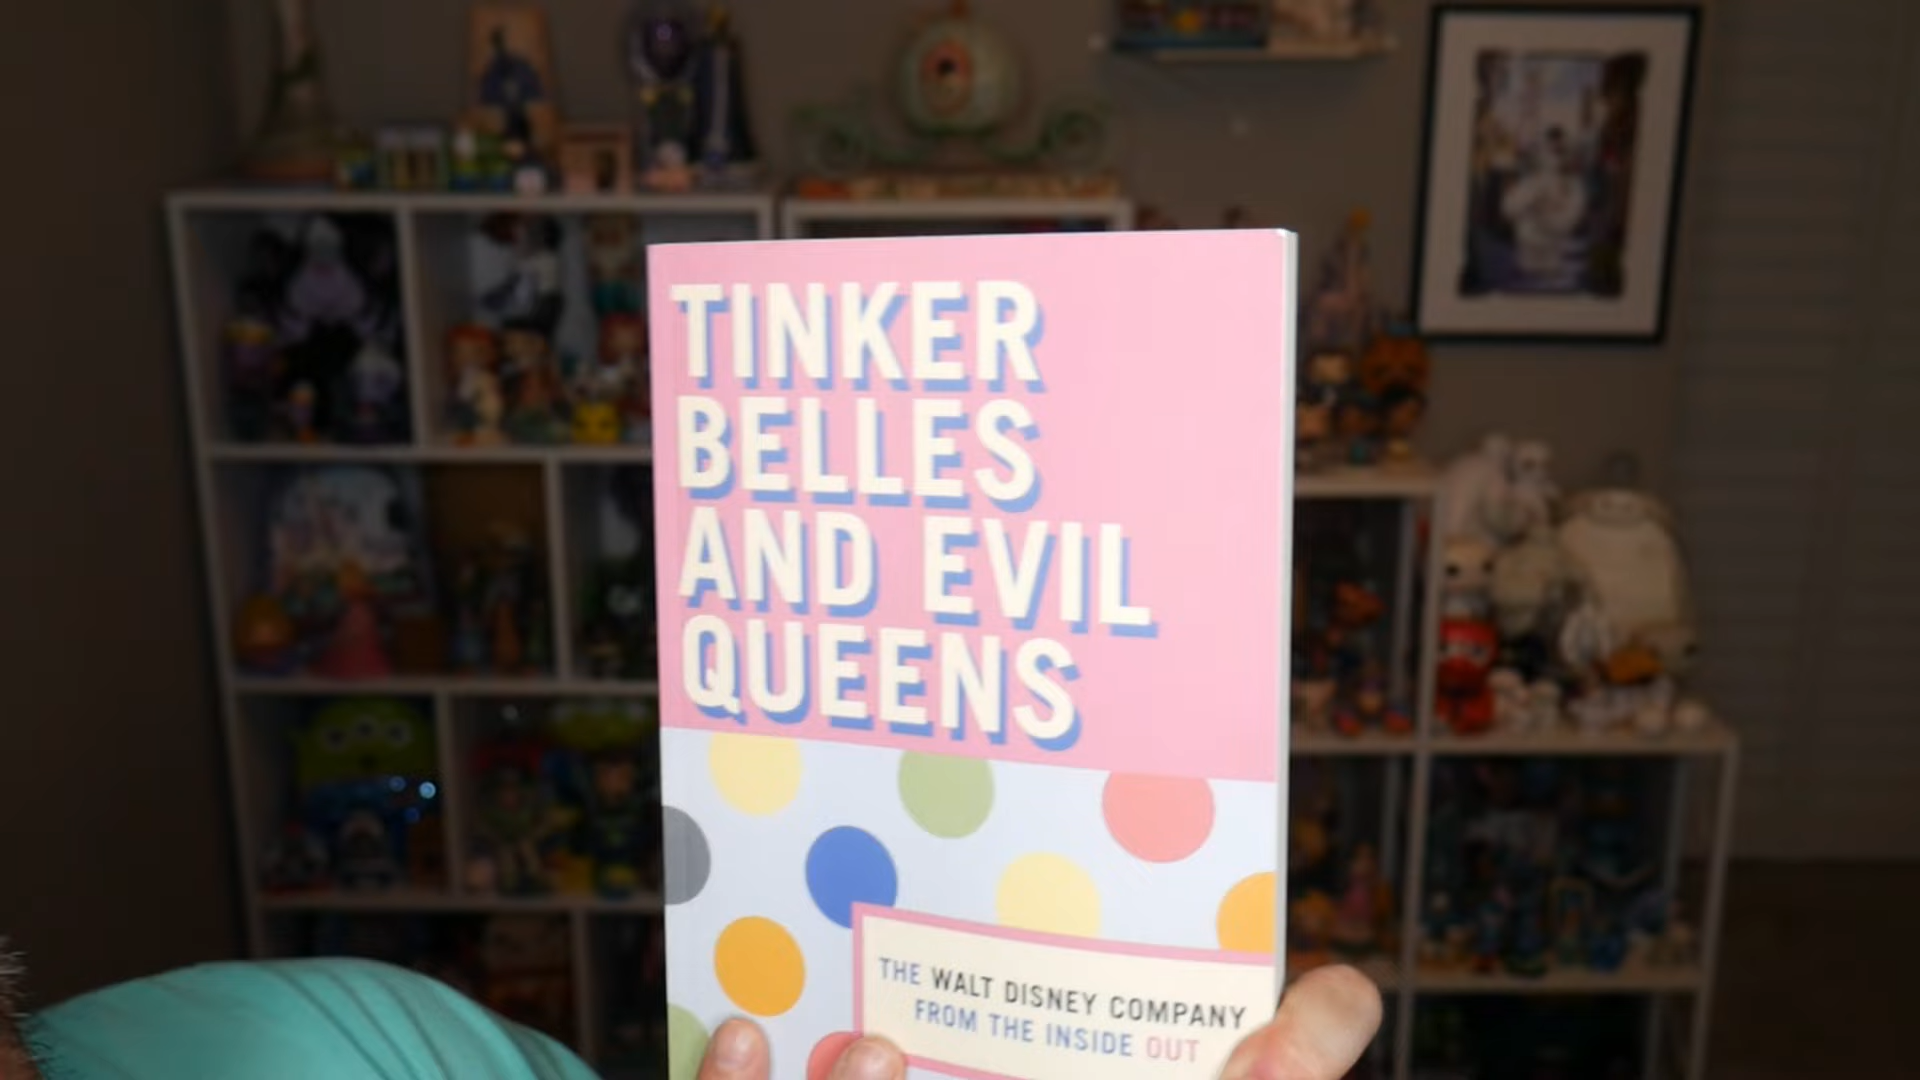 TINKER
BELLES
AND EVIL
QUEENS
THE WALT DISNEY COMPANY
FROM THE INSIDE OUT